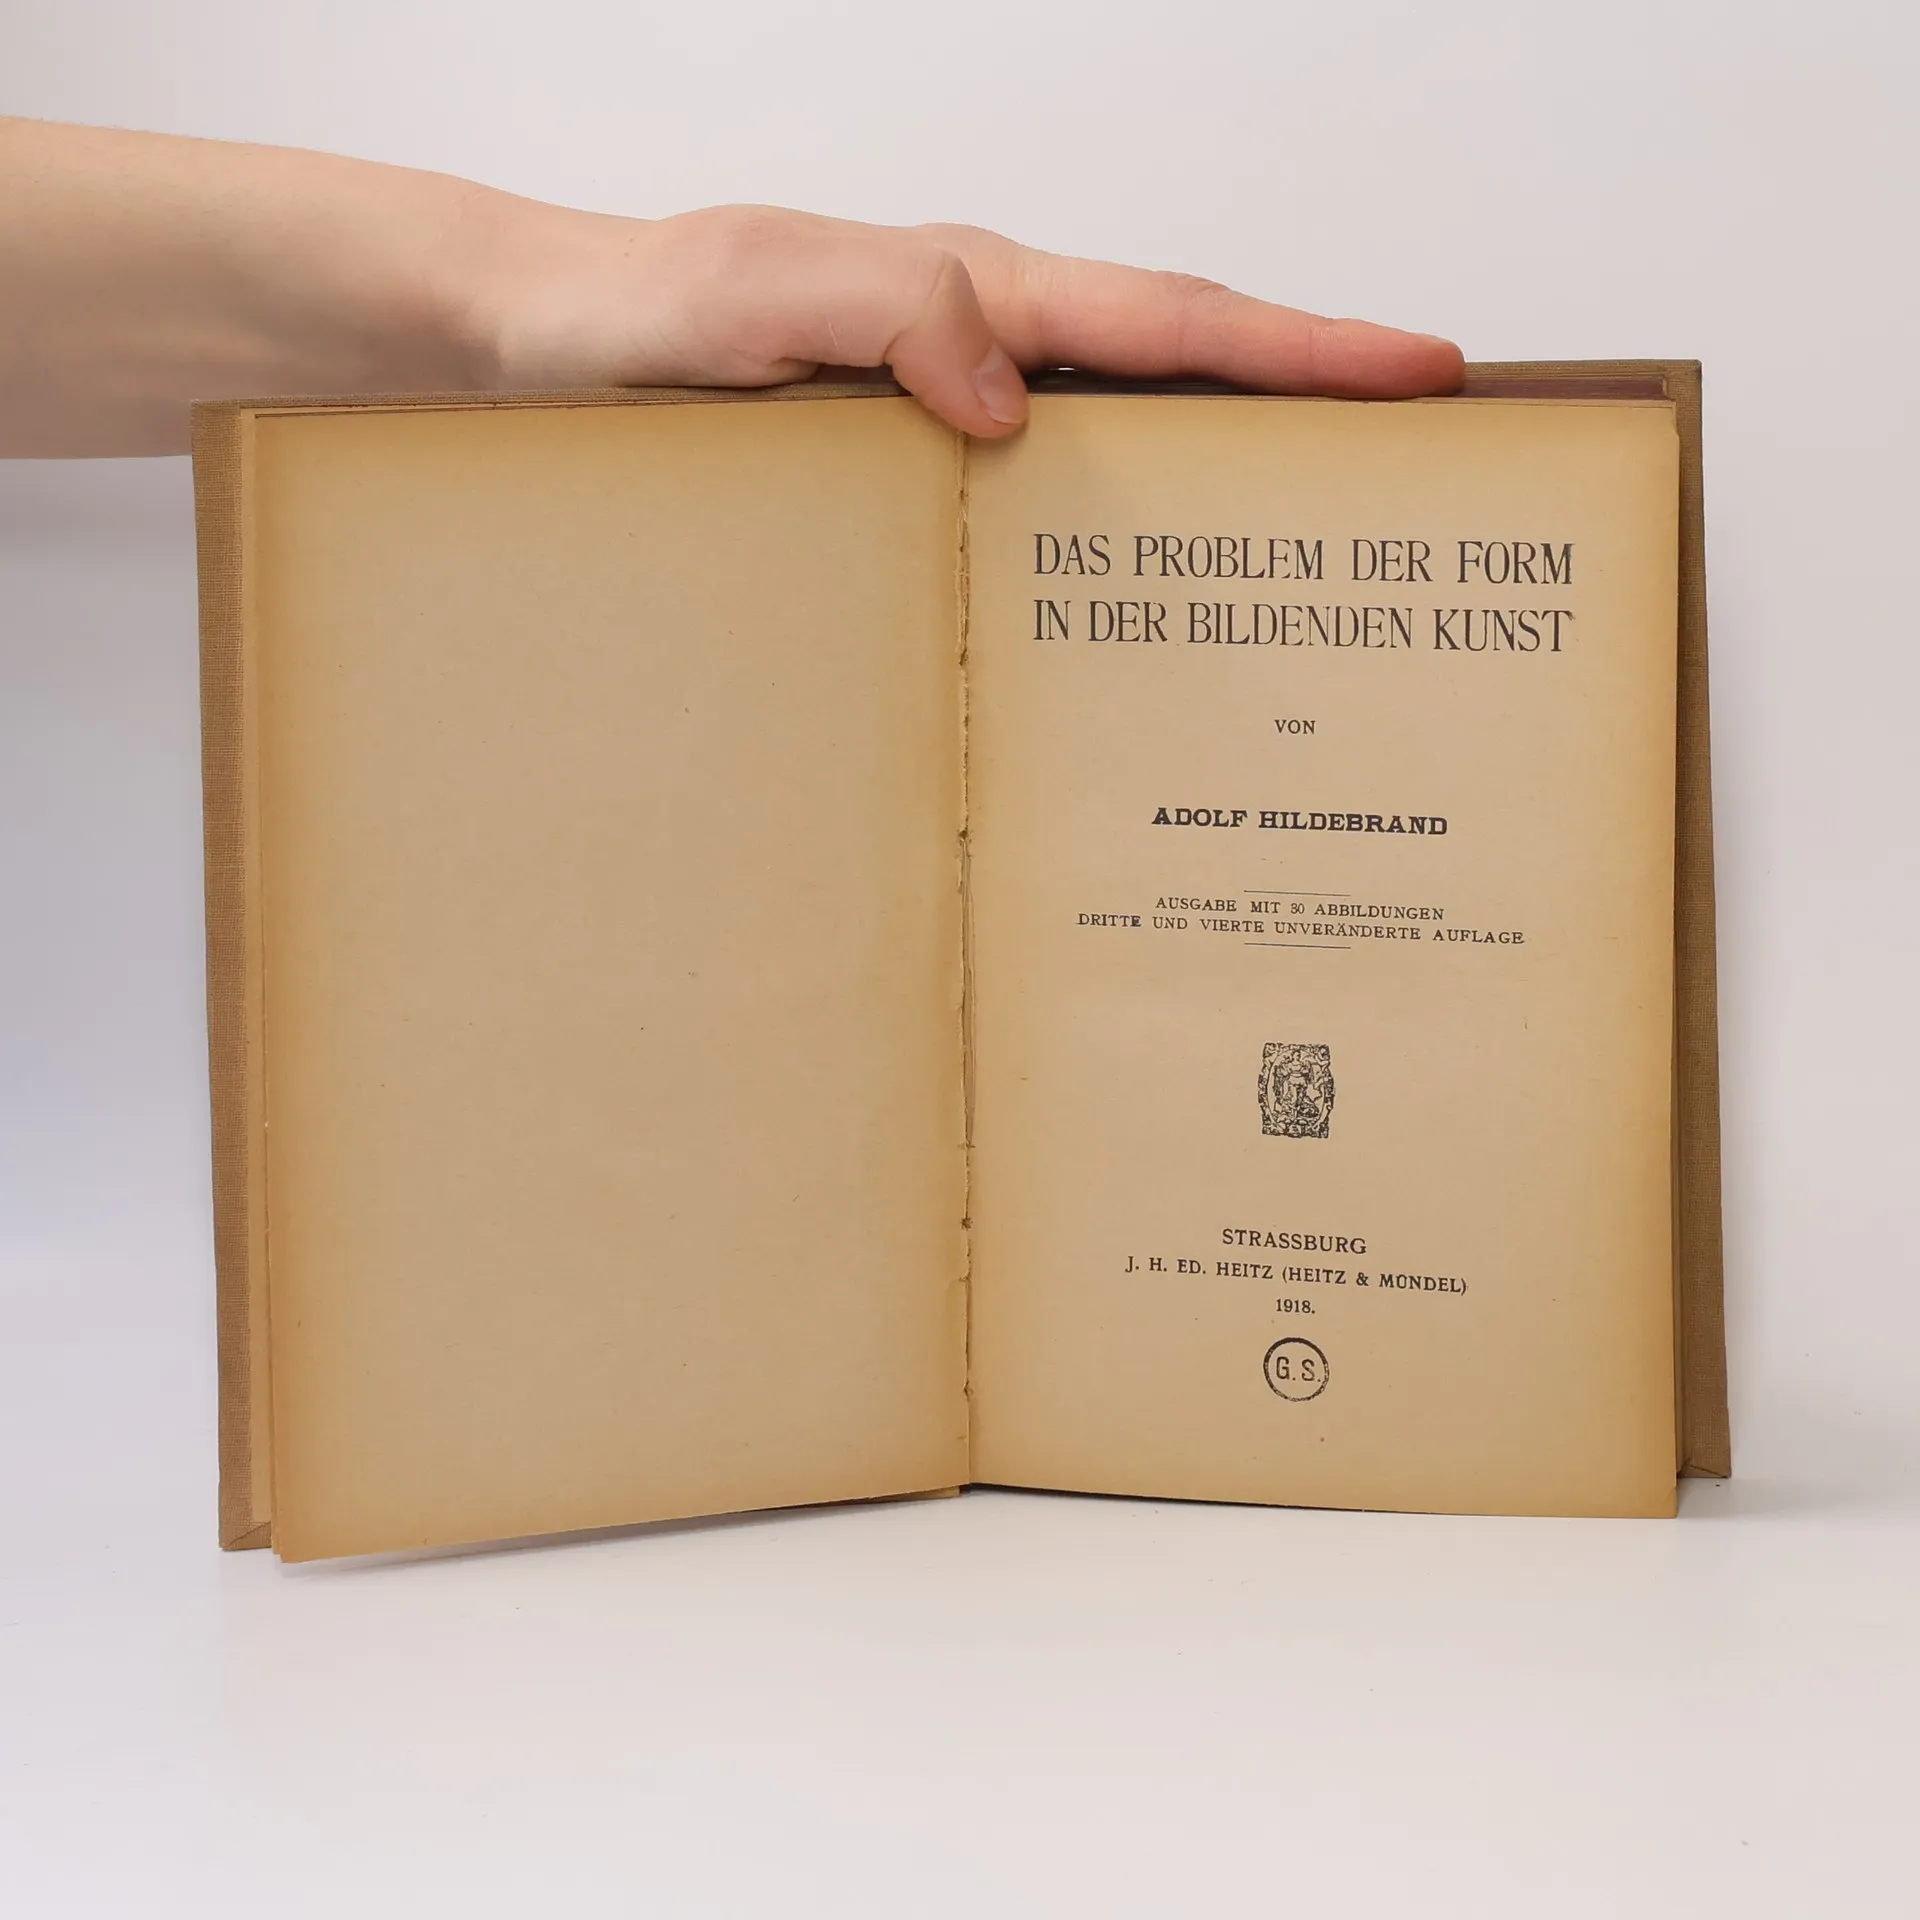 DAS PROBLEM DER FORM
IN DER BILDENDEN KUNST
VON
ADOLF HILDEBRAND
AUSGABE MIT 30 ABBILDUNGEN
DRITTE UND VIERTE UNVERÄNDERTE AUFLAGE
STRASSBURG
J. H. ED. HEITZ (HEITZ & MÜNDEL)
1918.
G. S.